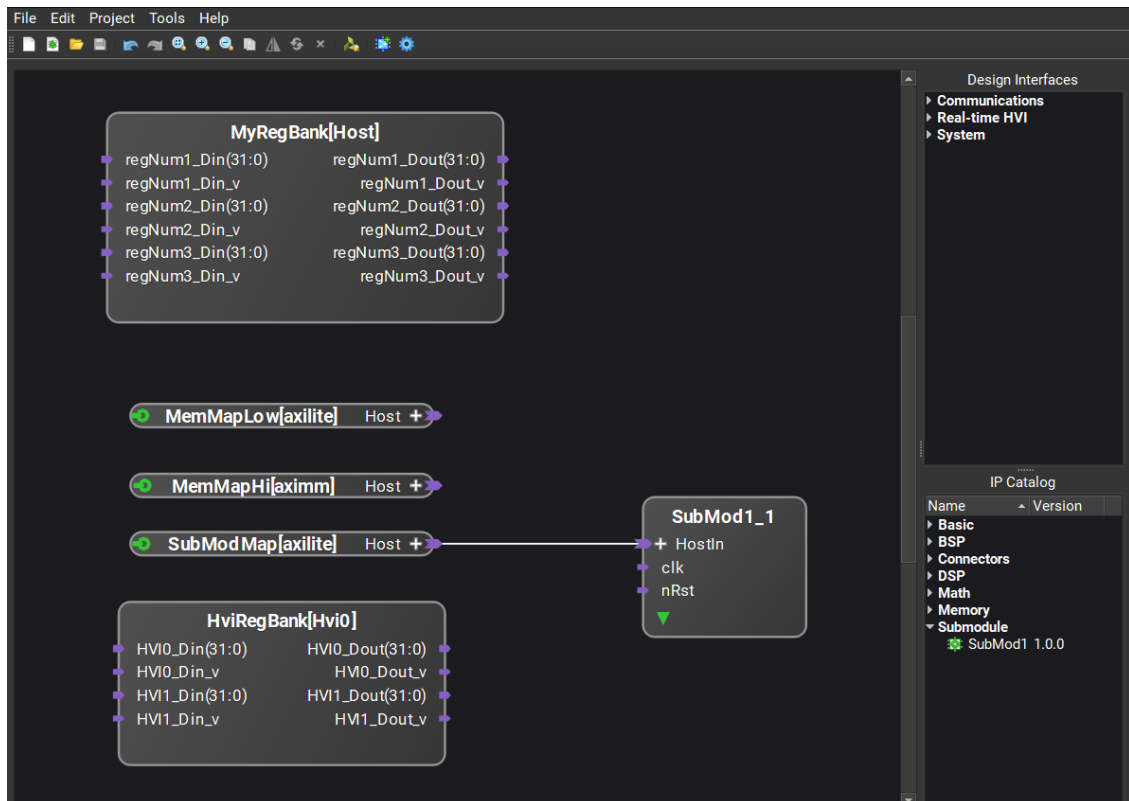 File Edit Project Tools Help
Design Interfaces
Communications
Real-time HVI
System
MyRegBank[Host]
regNum1_Din(31:0) regNum1_Dout(31:0)
regNum1_Din_v regNum1_Dout_v
regNum2_Din(31:0) regNum2_Dout(31:0)
regNum2_Din_v regNum2_Dout_v
regNum3_Din(31:0) regNum3_Dout(31:0)
regNum3_Din_v regNum3_Dout_v
MemMapLow[axilite] Host +
MemMapHi[aximm] Host +
SubModMap[axilite] Host +
SubMod1_1
+ HostIn
clk
nRst
HviRegBank[Hvi0]
HVI0_Din(31:0) HVI0_Dout(31:0)
HVI0_Din_v HVI0_Dout_v
HVI1_Din(31:0) HVI1_Dout(31:0)
HVI1_Din_v HVI1_Dout_v
IP Catalog
Name Version
Basic
BSP
Connectors
DSP
Math
Memory
Submodule
SubMod1 1.0.0